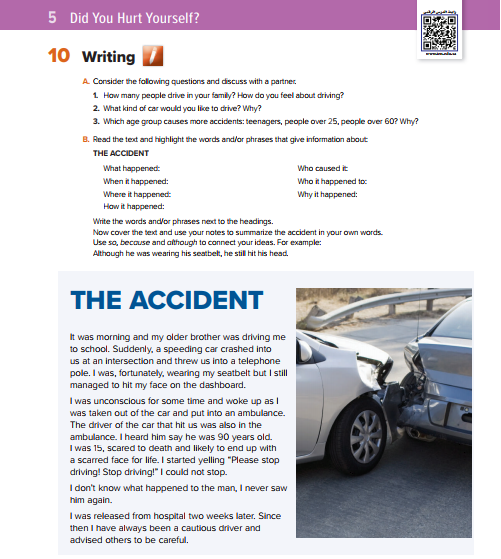 5 Did You Hurt Yourself?
10 Writing
A. Consider the following questions and discuss with a partner.
1. How many people drive in your family? How do you feel about driving?
2. What kind of car would you like to drive? Why?
3. Which age group causes more accidents: teenagers, people over 25, people over 60? Why?
B. Read the text and highlight the words and/or phrases that give information about:
THE ACCIDENT
What happened:
Who caused it:
When it happened:
Who it happened to:
Where it happened:
Why it happened:
How it happened:
Write the words and/or phrases next to the headings.
Now cover the text and use your notes to summarize the accident in your own words.
Use so, because and although to connect your ideas. For example:
Although he was wearing his seatbelt, he still hit his head.
THE ACCIDENT
It was morning and my older brother was driving me
to school. Suddenly, a speeding car crashed into
us at an intersection and threw us into a telephone
pole. I was, fortunately, wearing my seatbelt but I still
managed to hit my face on the dashboard.
I was unconscious for some time and woke up as I
was taken out of the car and put into an ambulance.
The driver of the car that hit us was also in the
ambulance. I heard him say he was 90 years old.
I was 15, scared to death and likely to end up with
a scarred face for life. I started yelling "Please stop
driving! Stop driving!" I could not stop.
I don't know what happened to the man, I never saw
him again.
I was released from hospital two weeks later. Since
then I have always been a cautious driver and
advised others to be careful.